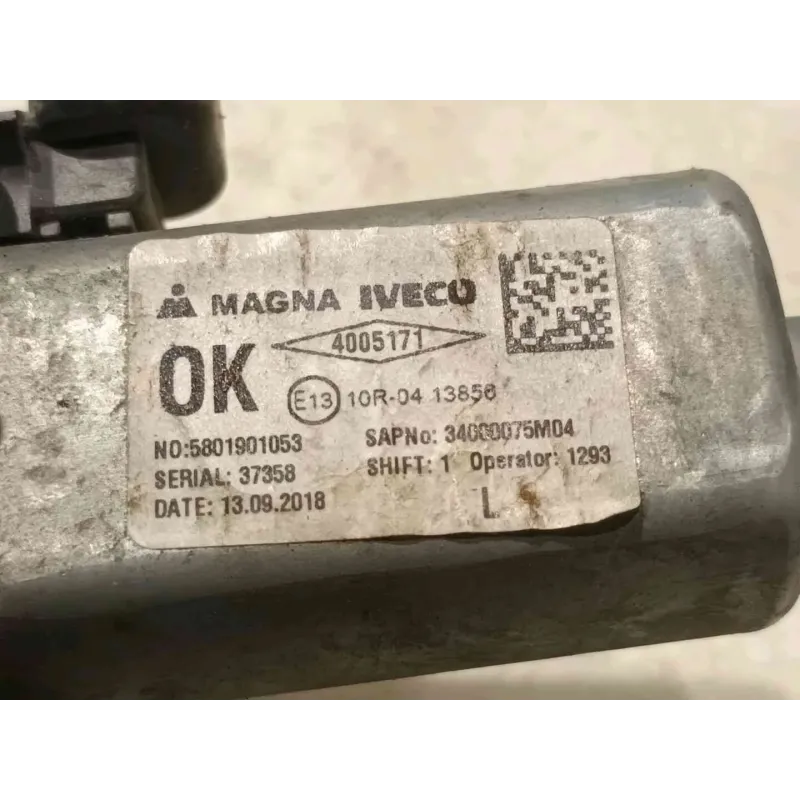 MAGNA IVECO
4005171
OK
E13 10R-04 13856
NO:5801901053 SAPNo: 34000075M04
SERIAL: 37358 SHIFT: 1 Operator: 1293
DATE: 13.09.2018 L